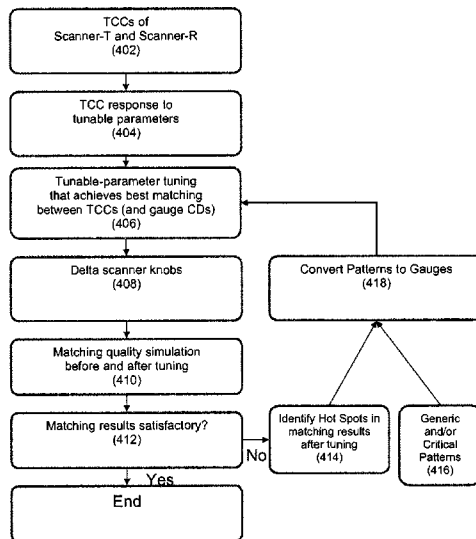 TCCs of
Scanner-T and Scanner-R
(402)
TCC response to
tunable parameters
(404)
Tunable-parameter tuning
that achieves best matching
between TCCs (and gauge CDs)
(406)
Delta scanner knobs
(408)
Convert Patterns to Gauges
(418)
Matching quality simulation
before and after tuning
(410)
Matching results satisfactory?
(412)
No
Identify Hot Spots in
matching results
after tuning
(414)
Generic
and/or
Critical
Patterns
(416)
Yes
End